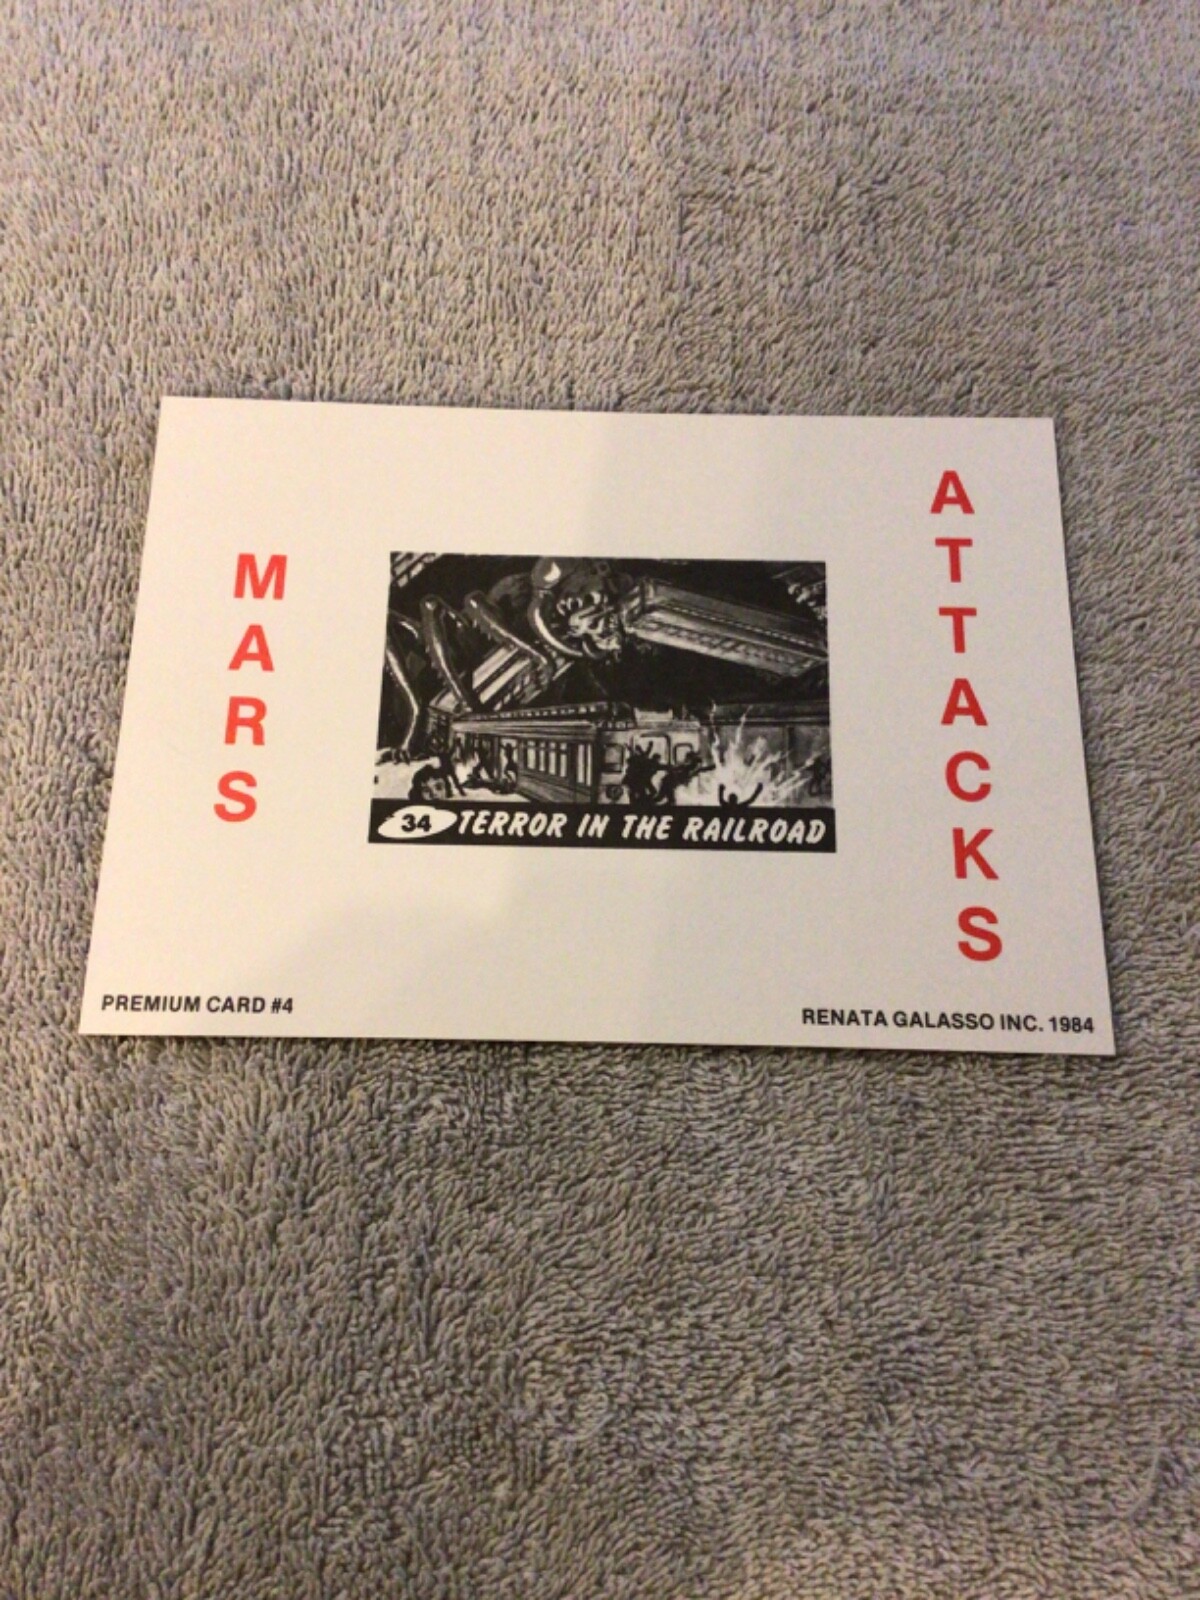 MARS
ATTACKS
34 TERROR IN THE RAILROAD
PREMIUM CARD #4
RENATA GALASSO INC. 1984